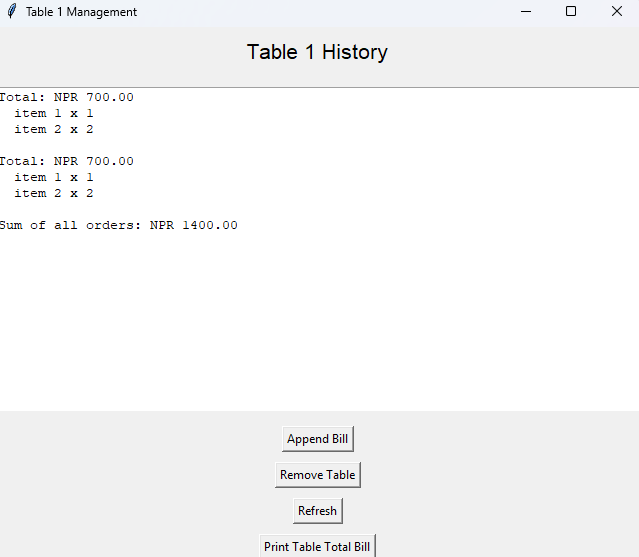 Table 1 Management
Table 1 History
Total: NPR 700.00
item 1 x 1
item 2 x 2
Total: NPR 700.00
item 1 x 1
item 2 x 2
Sum of all orders: NPR 1400.00
Append Bill
Remove Table
Refresh
Print Table Total Bill